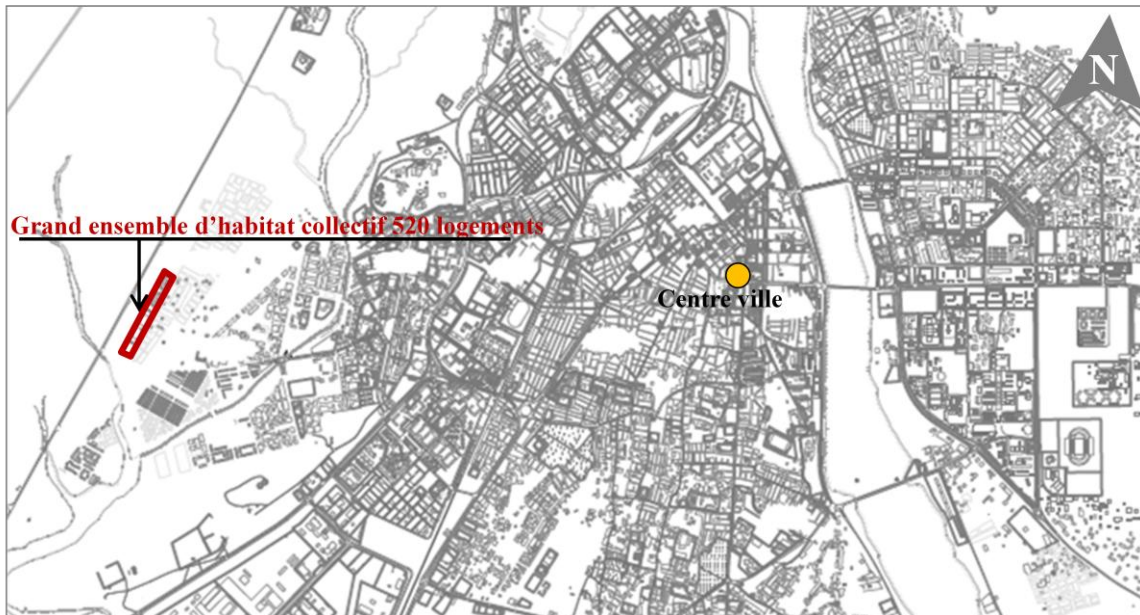 N
Grand ensemble d’habitat collectif 520 logements
Centre ville